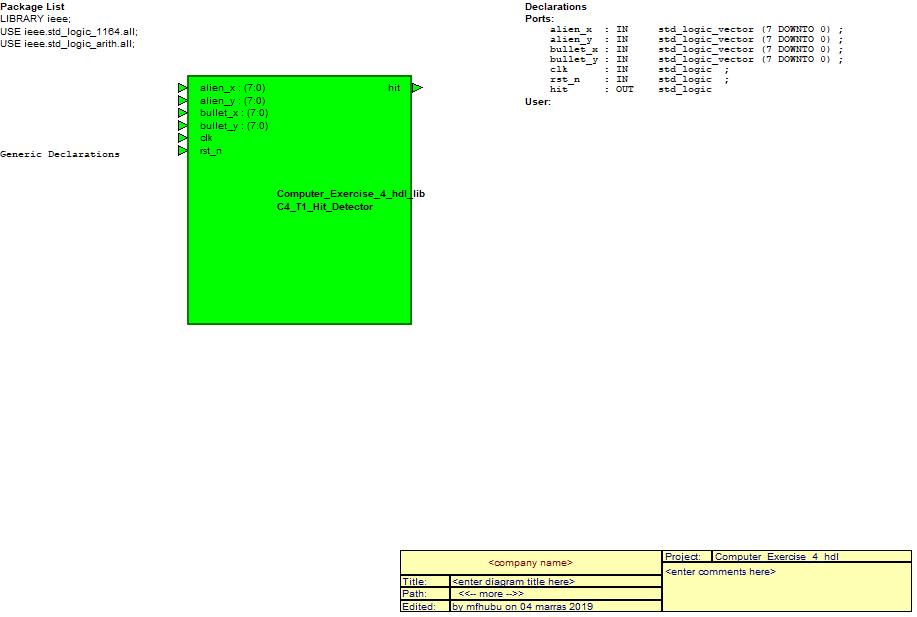 Package List
LIBRARY ieee;
USE ieee.std_logic_1164.all;
USE ieee.std_logic_arith.all;
Generic Declarations
Declarations
Ports:
alien_x : IN std_logic_vector (7 DOWNTO 0) ;
alien_y : IN std_logic_vector (7 DOWNTO 0) ;
bullet_x : IN std_logic_vector (7 DOWNTO 0) ;
bullet_y : IN std_logic_vector (7 DOWNTO 0) ;
clk : IN std_logic ;
rst_n : IN std_logic ;
hit : OUT std_logic
User:
alien_x : (7:0)
alien_y : (7:0)
bullet_x : (7:0)
bullet_y : (7:0)
clk
rst_n
hit
Computer_Exercise_4_hdl_lib
C4_T1_Hit_Detector
<company name>
Title: <enter diagram title here>
Path: <<-- more -->>
Edited: by mfhubu on 04 marras 2019
Project: Computer_Exercise_4_hdl
<enter comments here>